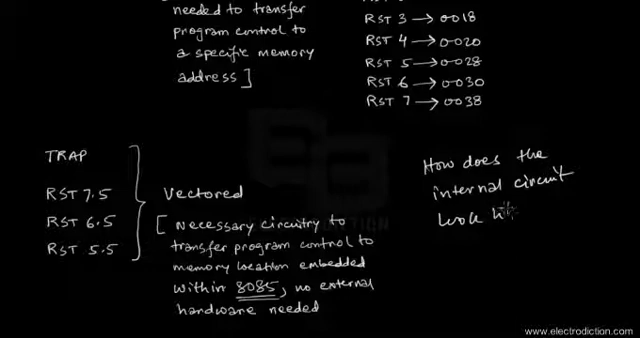 needed to transfer
program control to
a specific memory
address]
RST 3 → 0018
RST 4 → 0020
RST 5 → 0028
RST 6 → 0030
RST 7 → 0038
TRAP
RST 7.5
RST 6.5
RST 5.5
Vectored
[Necessary circuitry to
transfer program control to
memory location embedded
within 8085, no external
hardware needed
How does the
internal circuit
look
www.electrodiction.com